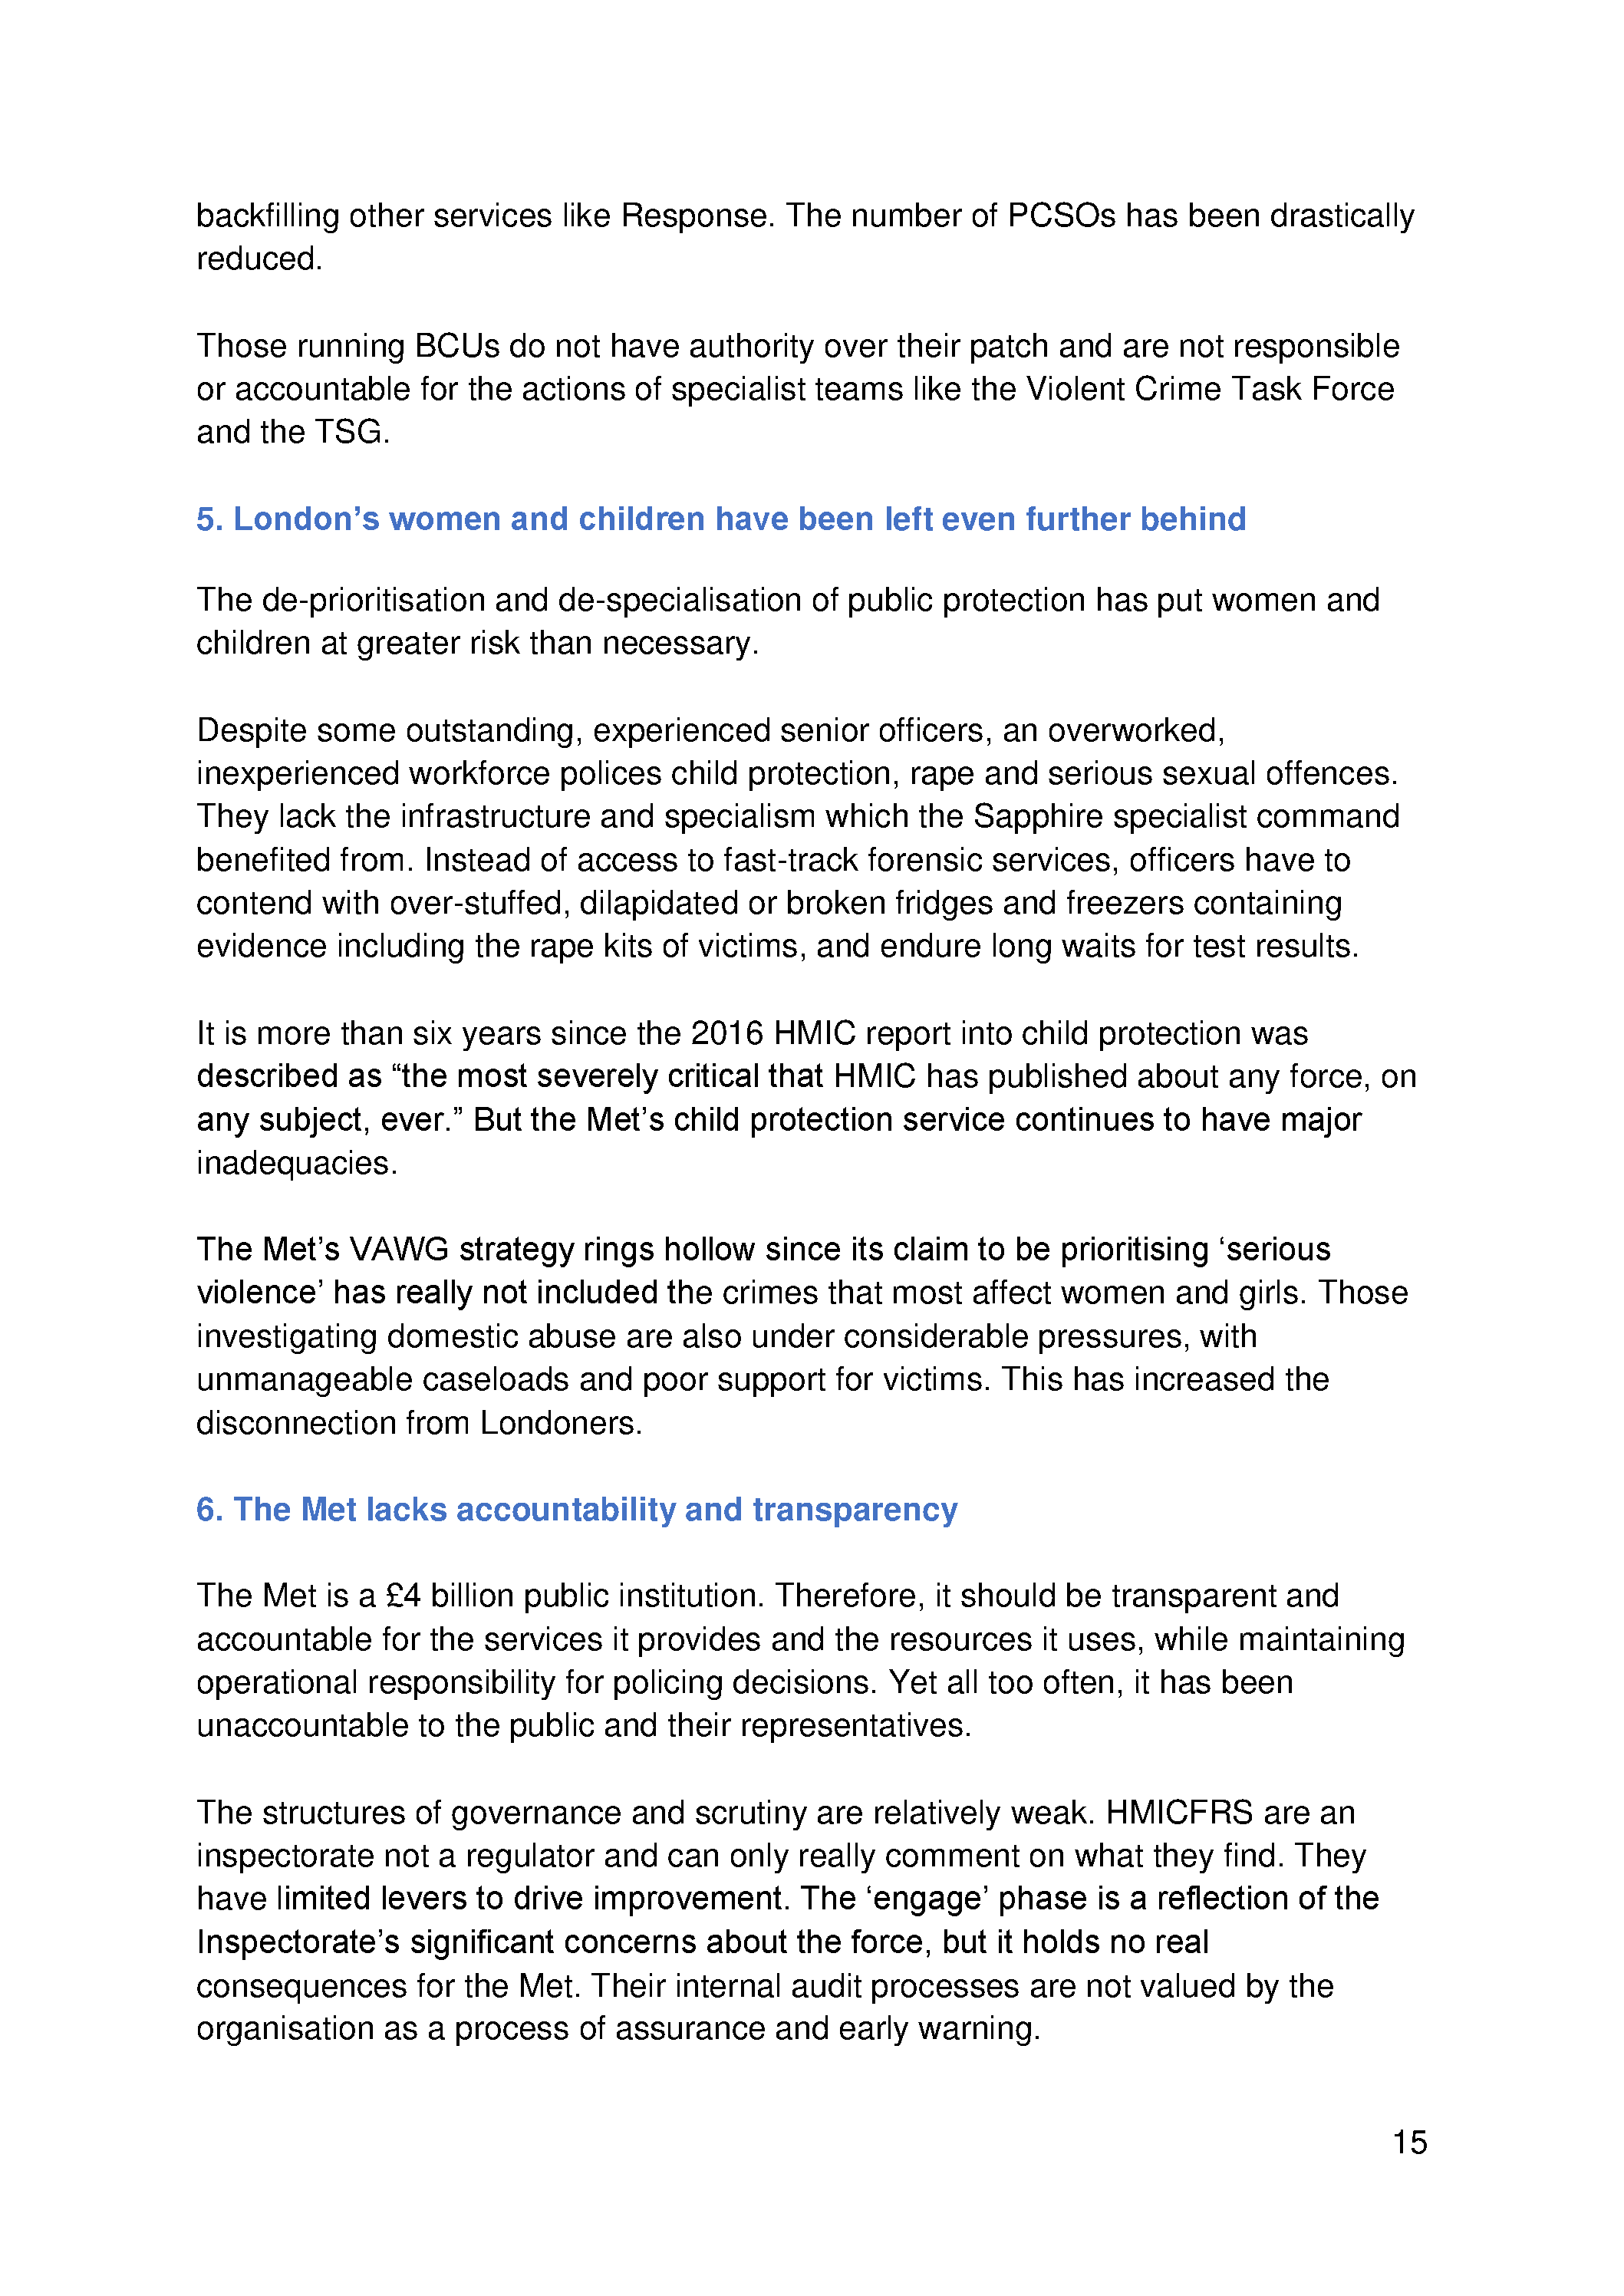 backfilling other services like Response. The number of PCSOs has been drastically
reduced.
Those running BCUs do not have authority over their patch and are not responsible
or accountable for the actions of specialist teams like the Violent Crime Task Force
and the TSG.
5. London’s women and children have been left even further behind
The de-prioritisation and de-specialisation of public protection has put women and
children at greater risk than necessary.
Despite some outstanding, experienced senior officers, an overworked,
inexperienced workforce polices child protection, rape and serious sexual offences.
They lack the infrastructure and specialism which the Sapphire specialist command
benefited from. Instead of access to fast-track forensic services, officers have to
contend with over-stuffed, dilapidated or broken fridges and freezers containing
evidence including the rape kits of victims, and endure long waits for test results.
It is more than six years since the 2016 HMIC report into child protection was
described as “the most severely critical that HMIC has published about any force, on
any subject, ever.” But the Met’s child protection service continues to have major
inadequacies.
The Met’s VAWG strategy rings hollow since its claim to be prioritising ‘serious
violence’ has really not included the crimes that most affect women and girls. Those
investigating domestic abuse are also under considerable pressures, with
unmanageable caseloads and poor support for victims. This has increased the
disconnection from Londoners.
6. The Met lacks accountability and transparency
The Met is a £4 billion public institution. Therefore, it should be transparent and
accountable for the services it provides and the resources it uses, while maintaining
operational responsibility for policing decisions. Yet all too often, it has been
unaccountable to the public and their representatives.
The structures of governance and scrutiny are relatively weak. HMICFRS are an
inspectorate not a regulator and can only really comment on what they find. They
have limited levers to drive improvement. The ‘engage’ phase is a reflection of the
Inspectorate’s significant concerns about the force, but it holds no real
consequences for the Met. Their internal audit processes are not valued by the
organisation as a process of assurance and early warning.
15